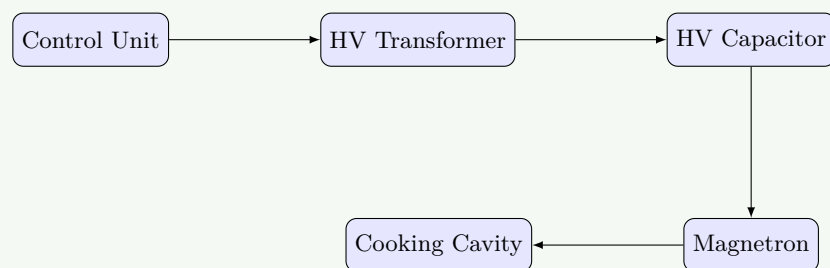 Control Unit
HV Transformer
HV Capacitor
Cooking Cavity
Magnetron